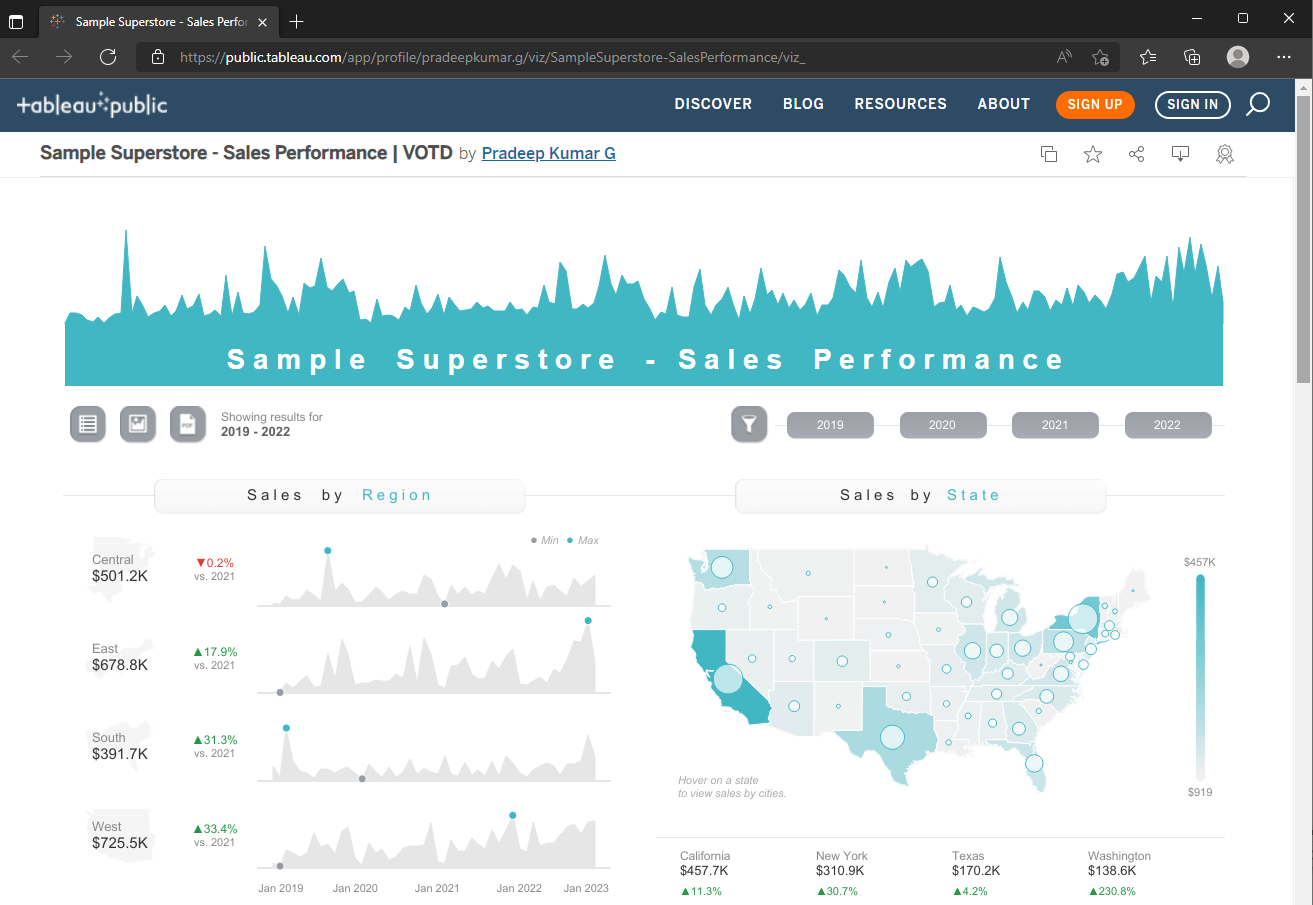 Sample Superstore - Sales Perfor
https://public.tableau.com/app/profile/pradeepkumar.g/viz/SampleSuperstore-SalesPerformance/viz_
+ableau public
DISCOVER BLOG RESOURCES ABOUT SIGN UP SIGN IN
Sample Superstore - Sales Performance | VOTD by Pradeep Kumar G
Sample Superstore - Sales Performance
PDF
Showing results for
2019 - 2022
2019 2020 2021 2022
Sales by Region
Min Max
Central
$501.2K
▼0.2%
vs. 2021
East
$678.8K
▲17.9%
vs. 2021
South
$391.7K
▲31.3%
vs. 2021
West
$725.5K
▲33.4%
vs. 2021
Jan 2019 Jan 2020 Jan 2021 Jan 2022 Jan 2023
Sales by State
$457K
$919
Hover on a state
to view sales by cities.
California New York Texas Washington
$457.7K $310.9K $170.2K $138.6K
▲11.3% ▲30.7% ▲4.2% ▲230.8%